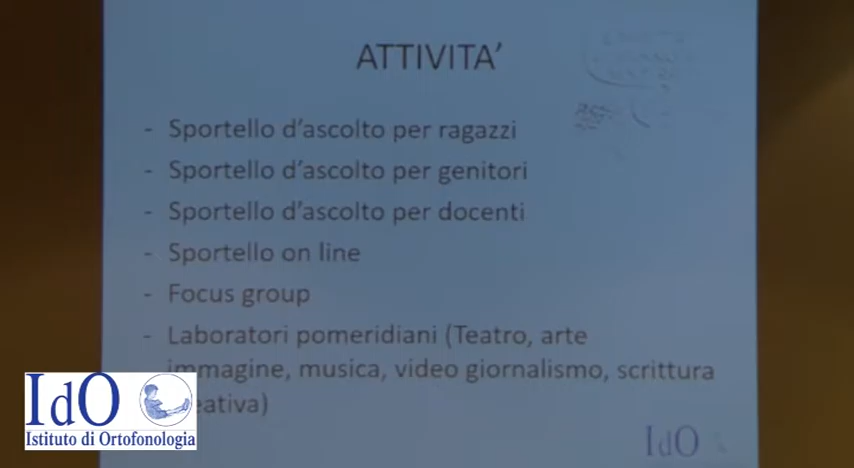 ATTIVITA’
- Sportello d’ascolto per ragazzi
- Sportello d’ascolto per genitori
- Sportello d’ascolto per docenti
- Sportello on line
- Focus group
- Laboratori pomeridiani (Teatro, arte
immagine, musica, video giornalismo, scrittura
eativa)
IdO
Istituto di Ortofonologia
IdO